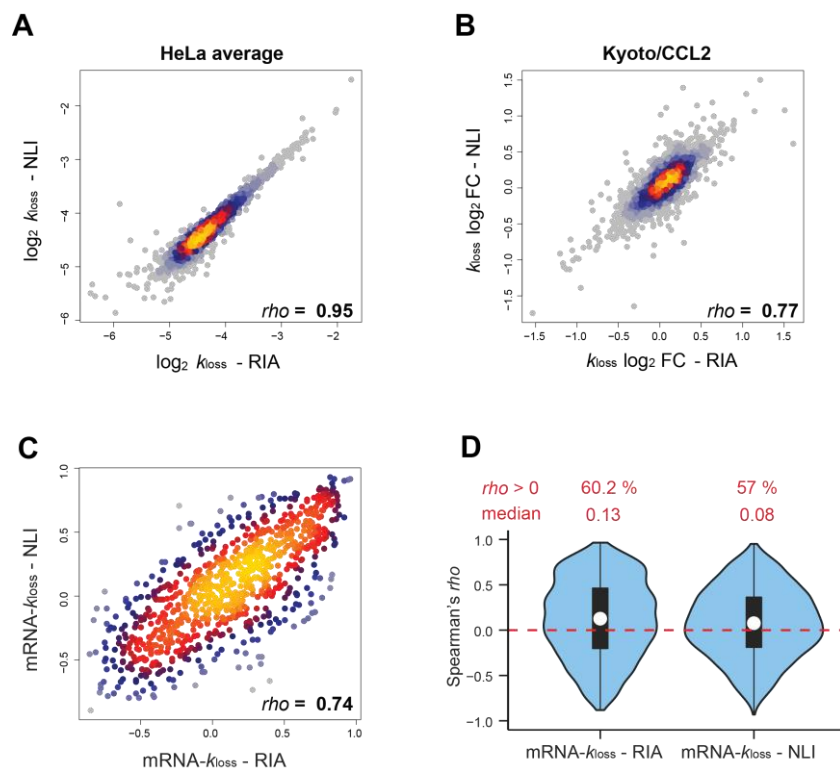 A
HeLa average
log₂ kloss - NLI
−2
−3
−4
−5
−6
rho = 0.95
−6 −5 −4 −3 −2
log₂ kloss - RIA
B
Kyoto/CCL2
kloss log₂ FC - NLI
1.5
1.0
0.5
0.0
−0.5
−1.0
−1.5
rho = 0.77
−1.5 −1.0 −0.5 0.0 0.5 1.0 1.5
kloss log₂ FC - RIA
C
mRNA-kloss - NLI
1.0
0.5
0.0
−0.5
rho = 0.74
−0.5 0.0 0.5 1.0
mRNA-kloss - RIA
D
rho > 0 60.2 % 57 %
median 0.13 0.08
Spearman's rho
1.0
0.5
0.0
−0.5
−1.0
mRNA-kloss - RIA mRNA-kloss - NLI